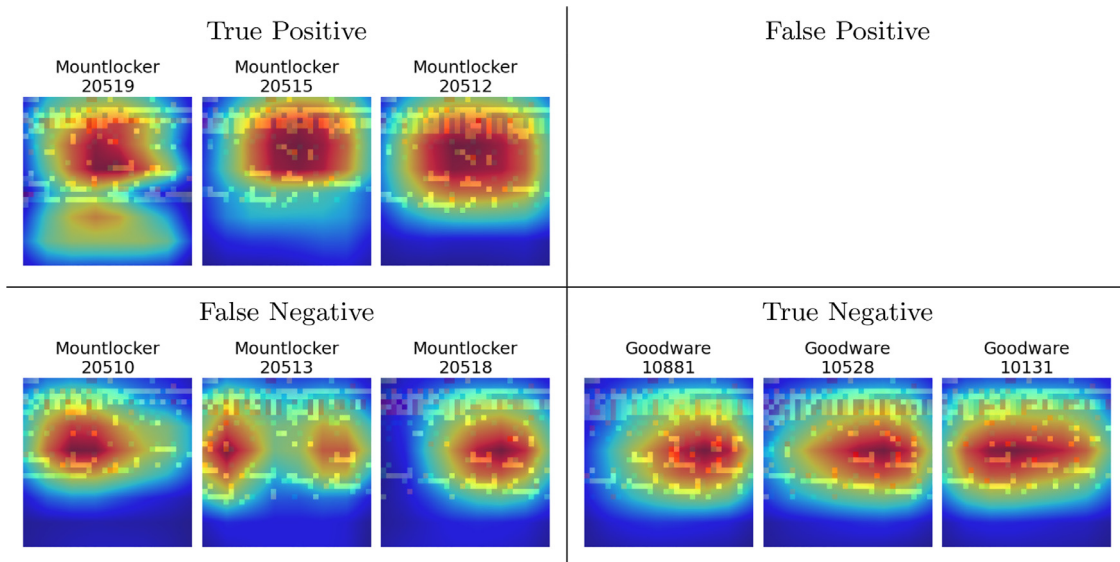 True Positive
False Positive
Mountlocker
20519
Mountlocker
20515
Mountlocker
20512
False Negative
True Negative
Mountlocker
20510
Mountlocker
20513
Mountlocker
20518
Goodware
10881
Goodware
10528
Goodware
10131